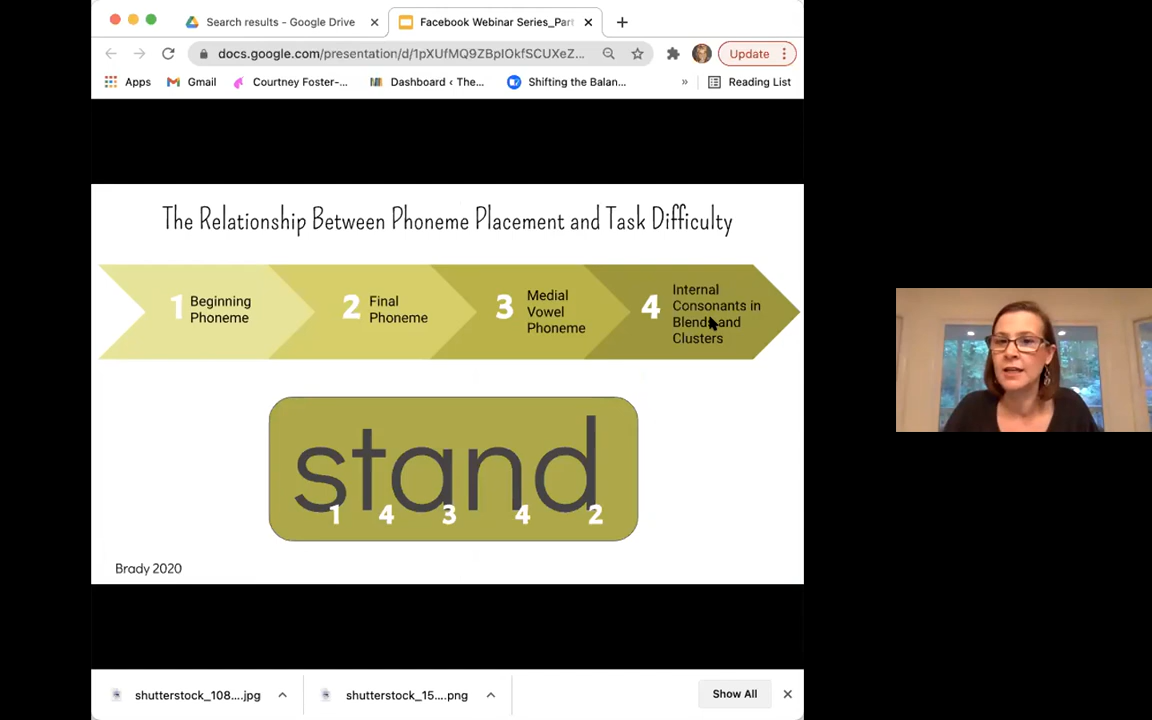 Search results - Google Drive
Facebook Webinar Series_Part
docs.google.com/presentation/d/1pXUfMQ9ZBpIOkfSCUXeZ...
Update
Apps
Gmail
Courtney Foster-...
Dashboard ‹ The...
Shifting the Balan...
»
Reading List
The Relationship Between Phoneme Placement and Task Difficulty
1 Beginning
Phoneme
2 Final
Phoneme
3 Medial
Vowel
Phoneme
4 Internal
Consonants in
Blends and
Clusters
stand
1 4 3 4 2
Brady 2020
shutterstock_108....jpg
shutterstock_15....png
Show All